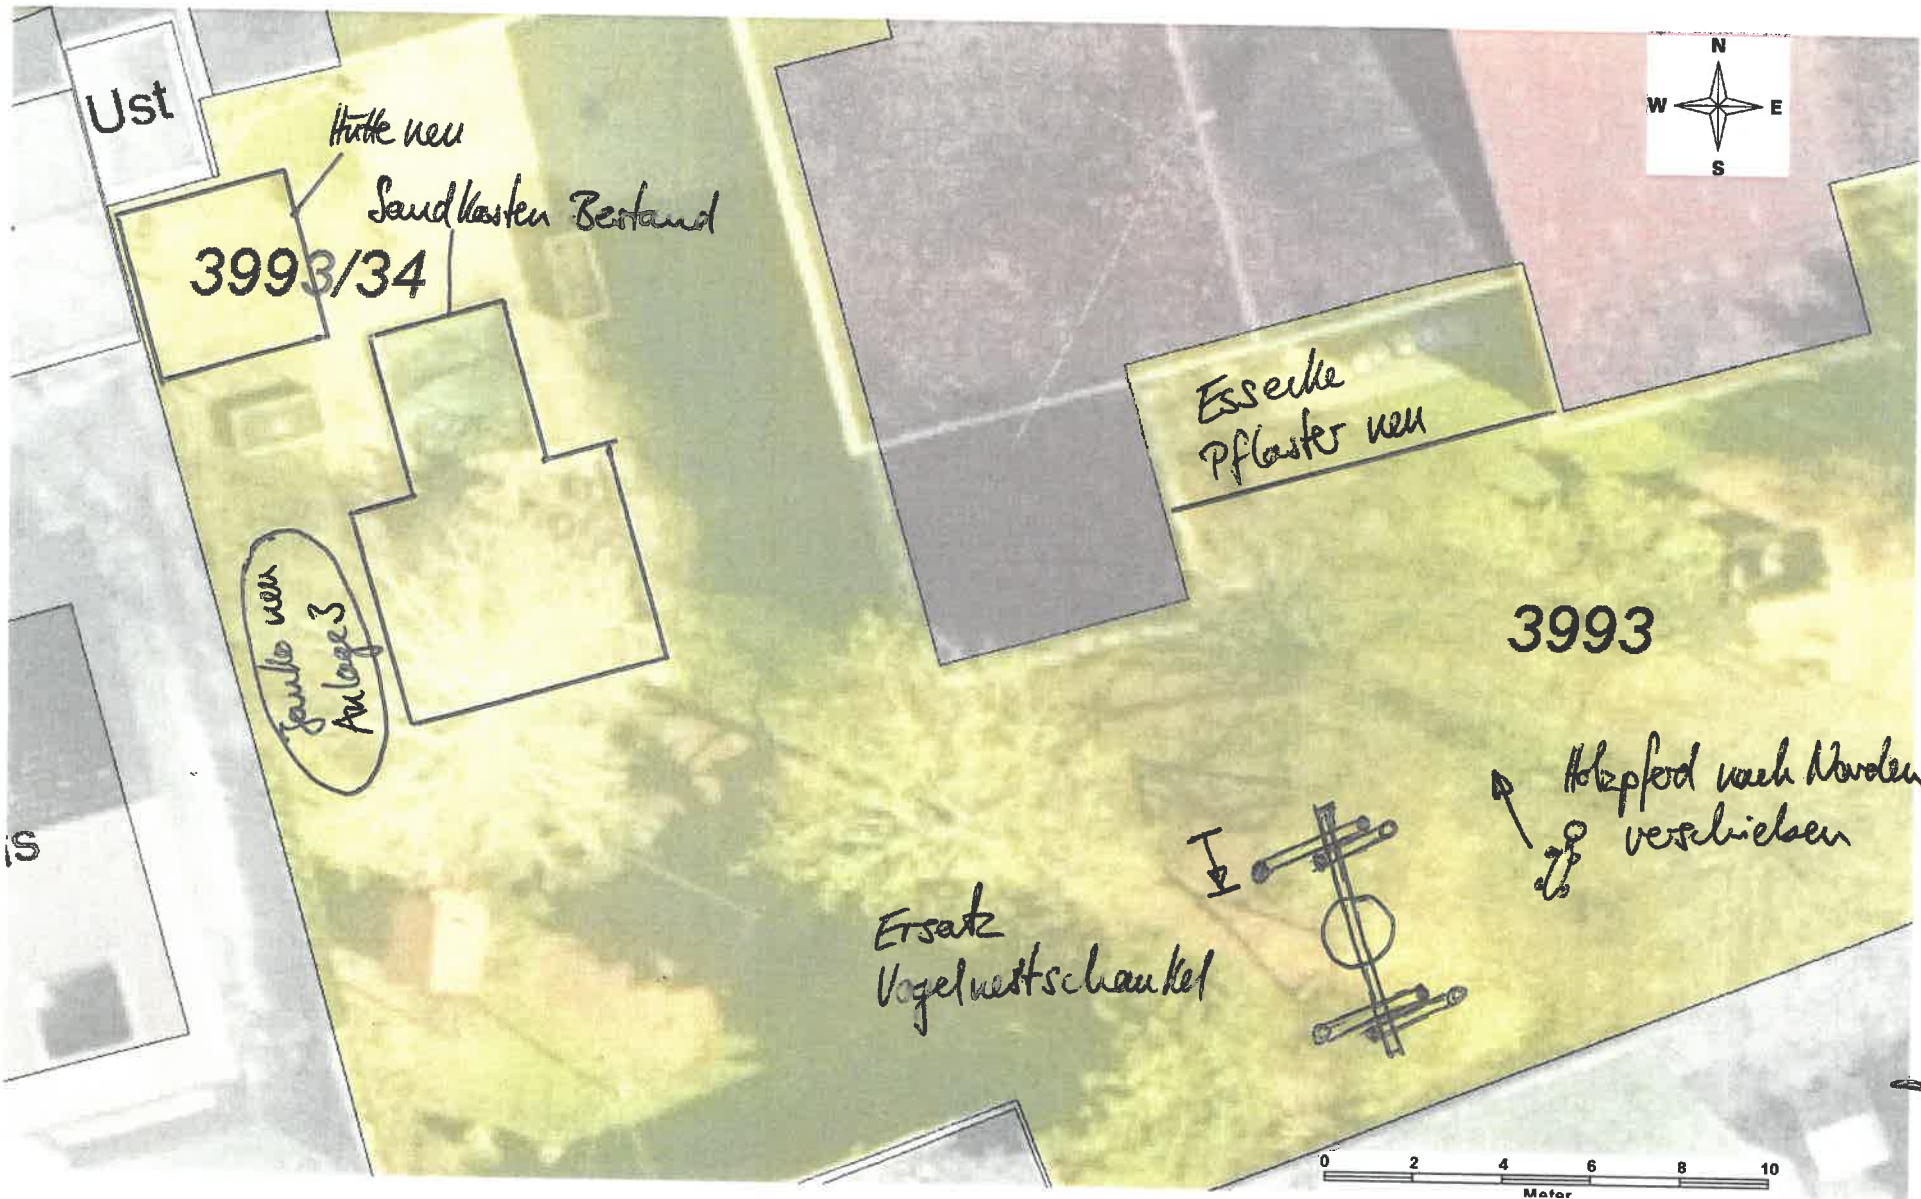 N
W E
S
Ust
Hütte neu
Sandkasten Bestand
3993/34
Essecke
Pflaster neu
neu
Anlage 3
3993
Holzpferd nach Norden
verschieben
is
Ersatz
Vogelnestschaukel
0 2 4 6 8 10
Meter